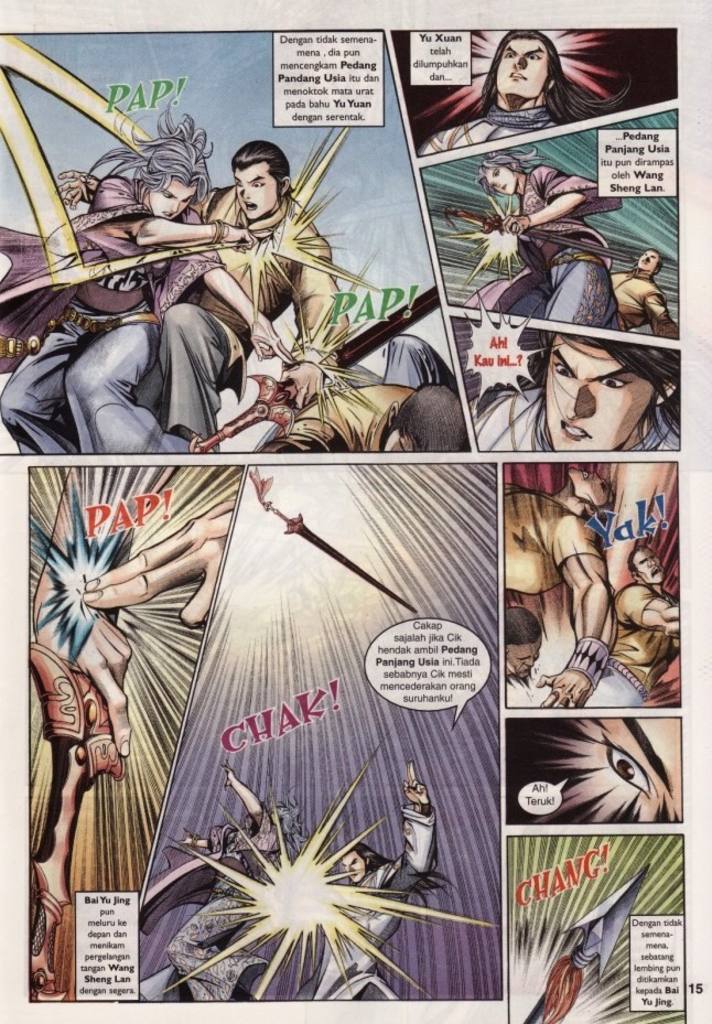 PAP!
Dengan tidak semena-
mena , dia pun
mencengkam Pedang
Pandang Usia itu dan
menoktok mata urat
pada bahu Yu Yuan
dengan serentak.
PAP!
Yu Xuan
telah
dilumpuhkan
dan...
...Pedang
Panjang Usia
itu pun dirampas
oleh Wang
Sheng Lan.
Ah!
Kau ini...?
PAP!
Bai Yu Jing
pun
meluru ke
depan dan
menikam
pergelangan
tangan Wang
Sheng Lan
dengan segera.
Cakap
sajalah jika Cik
hendak ambil Pedang
Panjang Usia ini.Tiada
sebabnya Cik mesti
mencederakan orang
suruhanku!
CHAK!
Yak!
Ah!
Teruk!
CHANG!
Dengan tidak
semena-
mena,
sebatang
lembing pun
ditikamkan
kepada Bai
Yu Jing.
15